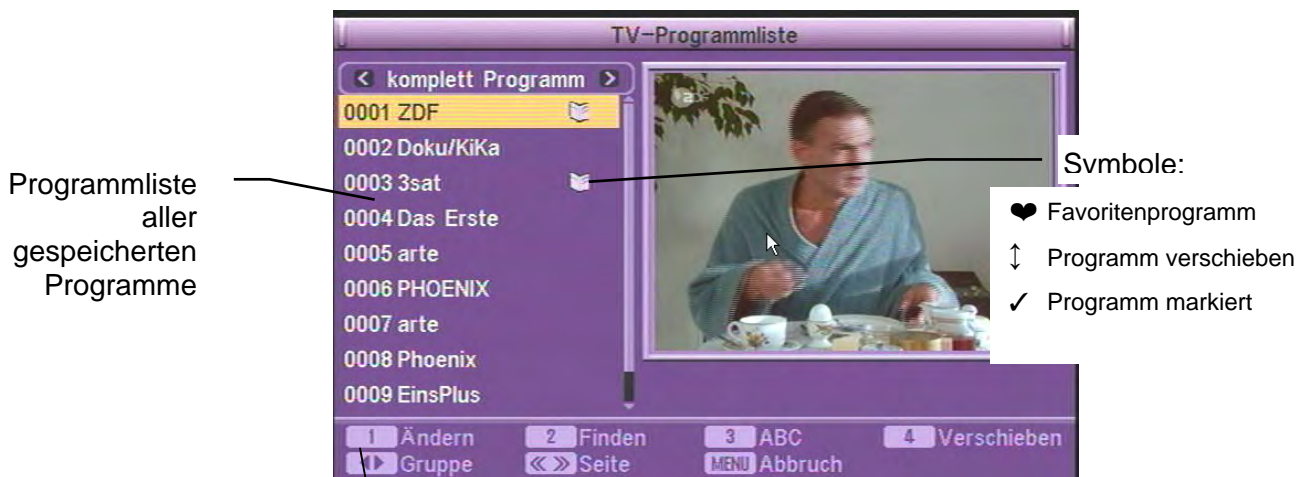 TV-Programmliste
komplett Programm
0001 ZDF
0002 Doku/KiKa
0003 3sat
0004 Das Erste
0005 arte
0006 PHOENIX
0007 arte
0008 Phoenix
0009 EinsPlus
1 Ändern 2 Finden 3 ABC 4 Verschieben
Gruppe Seite MENU Abbruch
Programmliste
aller
gespeicherten
Programme
Symbole:
Favoritenprogramm
Programm verschieben
Programm markiert